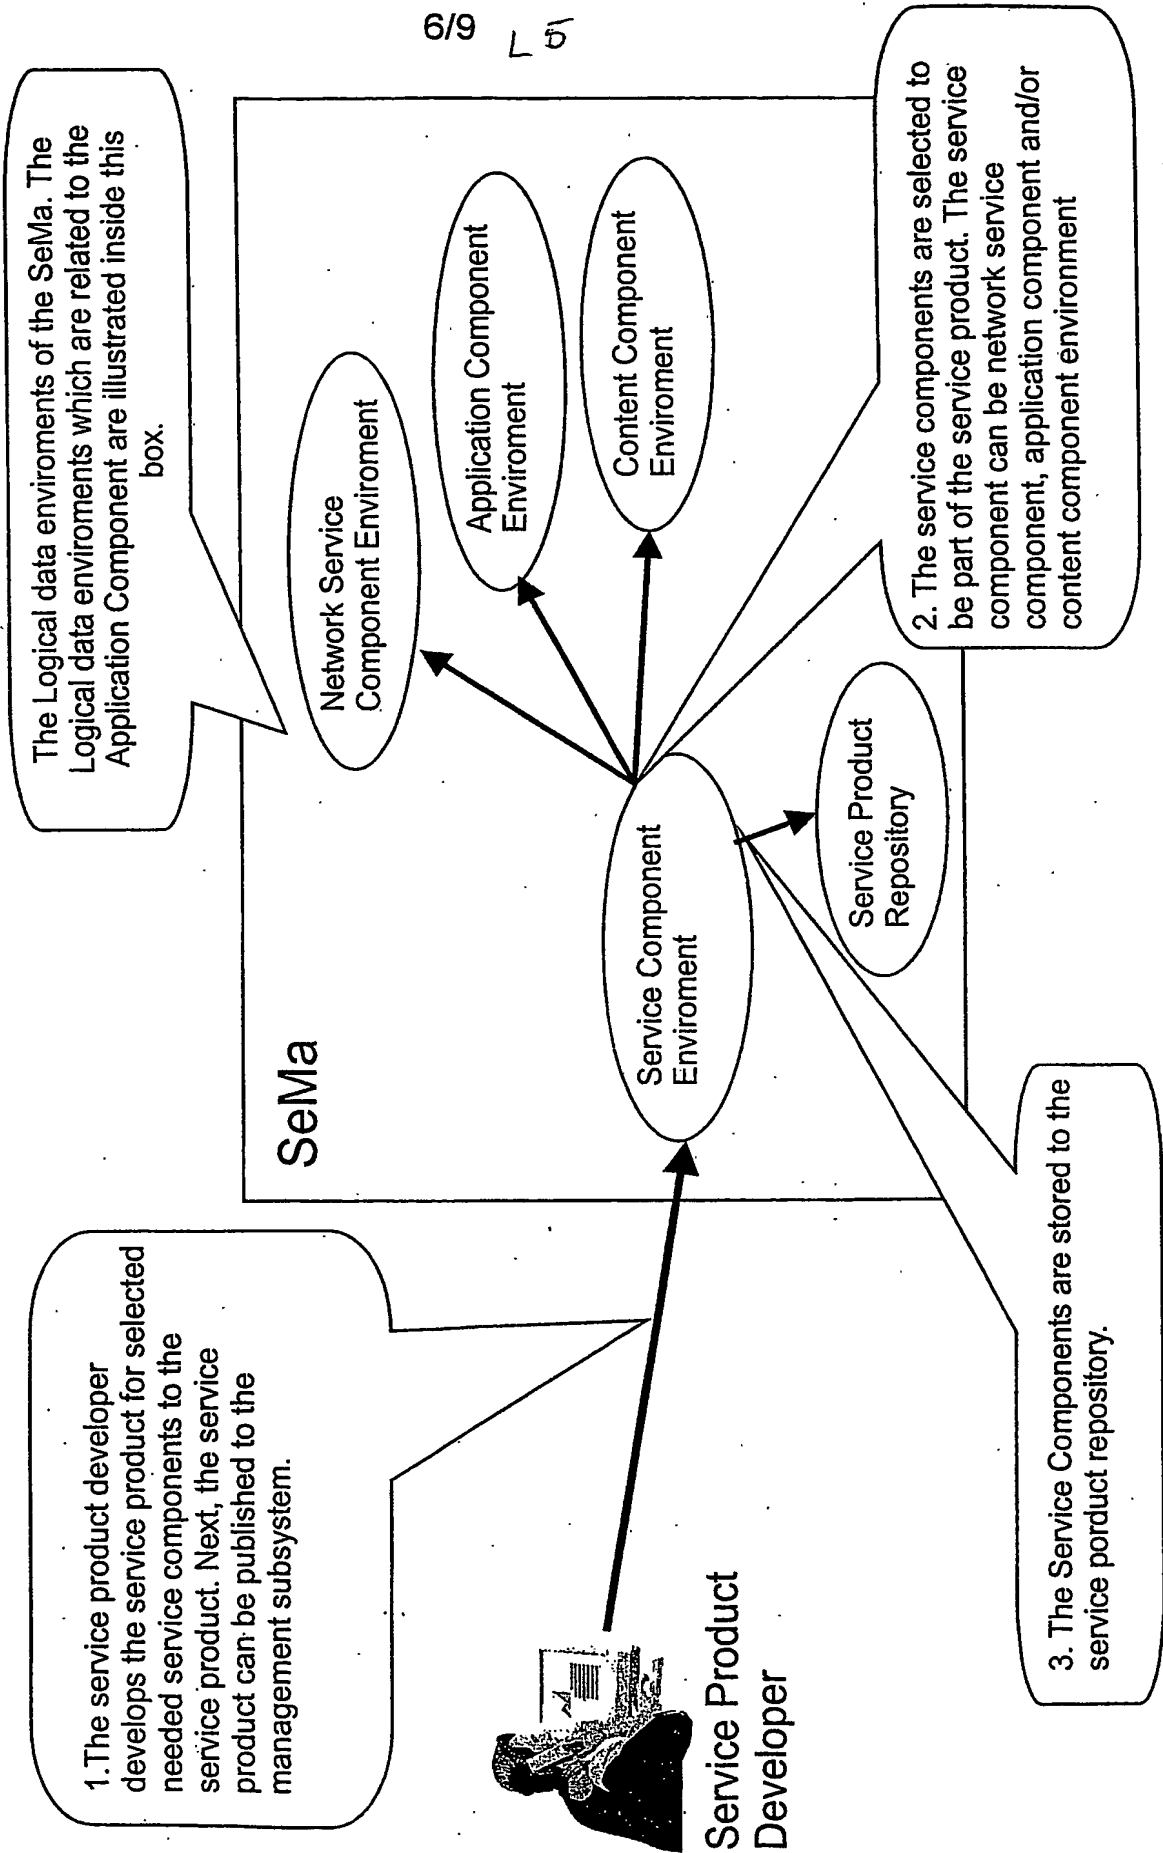 6/9
L5
The Logical data enviroments of the SeMa. The
Logical data enviroments which are related to the
Application Component are illustrated inside this
box.
1.The service product developer
develops the service product for selected
needed service components to the
service product. Next, the service
product can be published to the
management subsystem.
SeMa
Network Service
Component Enviroment
Application Component
Enviroment
Content Component
Enviroment
Service Component
Enviroment
Service Product
Repository
Service Product
Developer
2. The service components are selected to
be part of the service product. The service
component can be network service
component, application component and/or
content component environment
3. The Service Components are stored to the
service porduct repository.